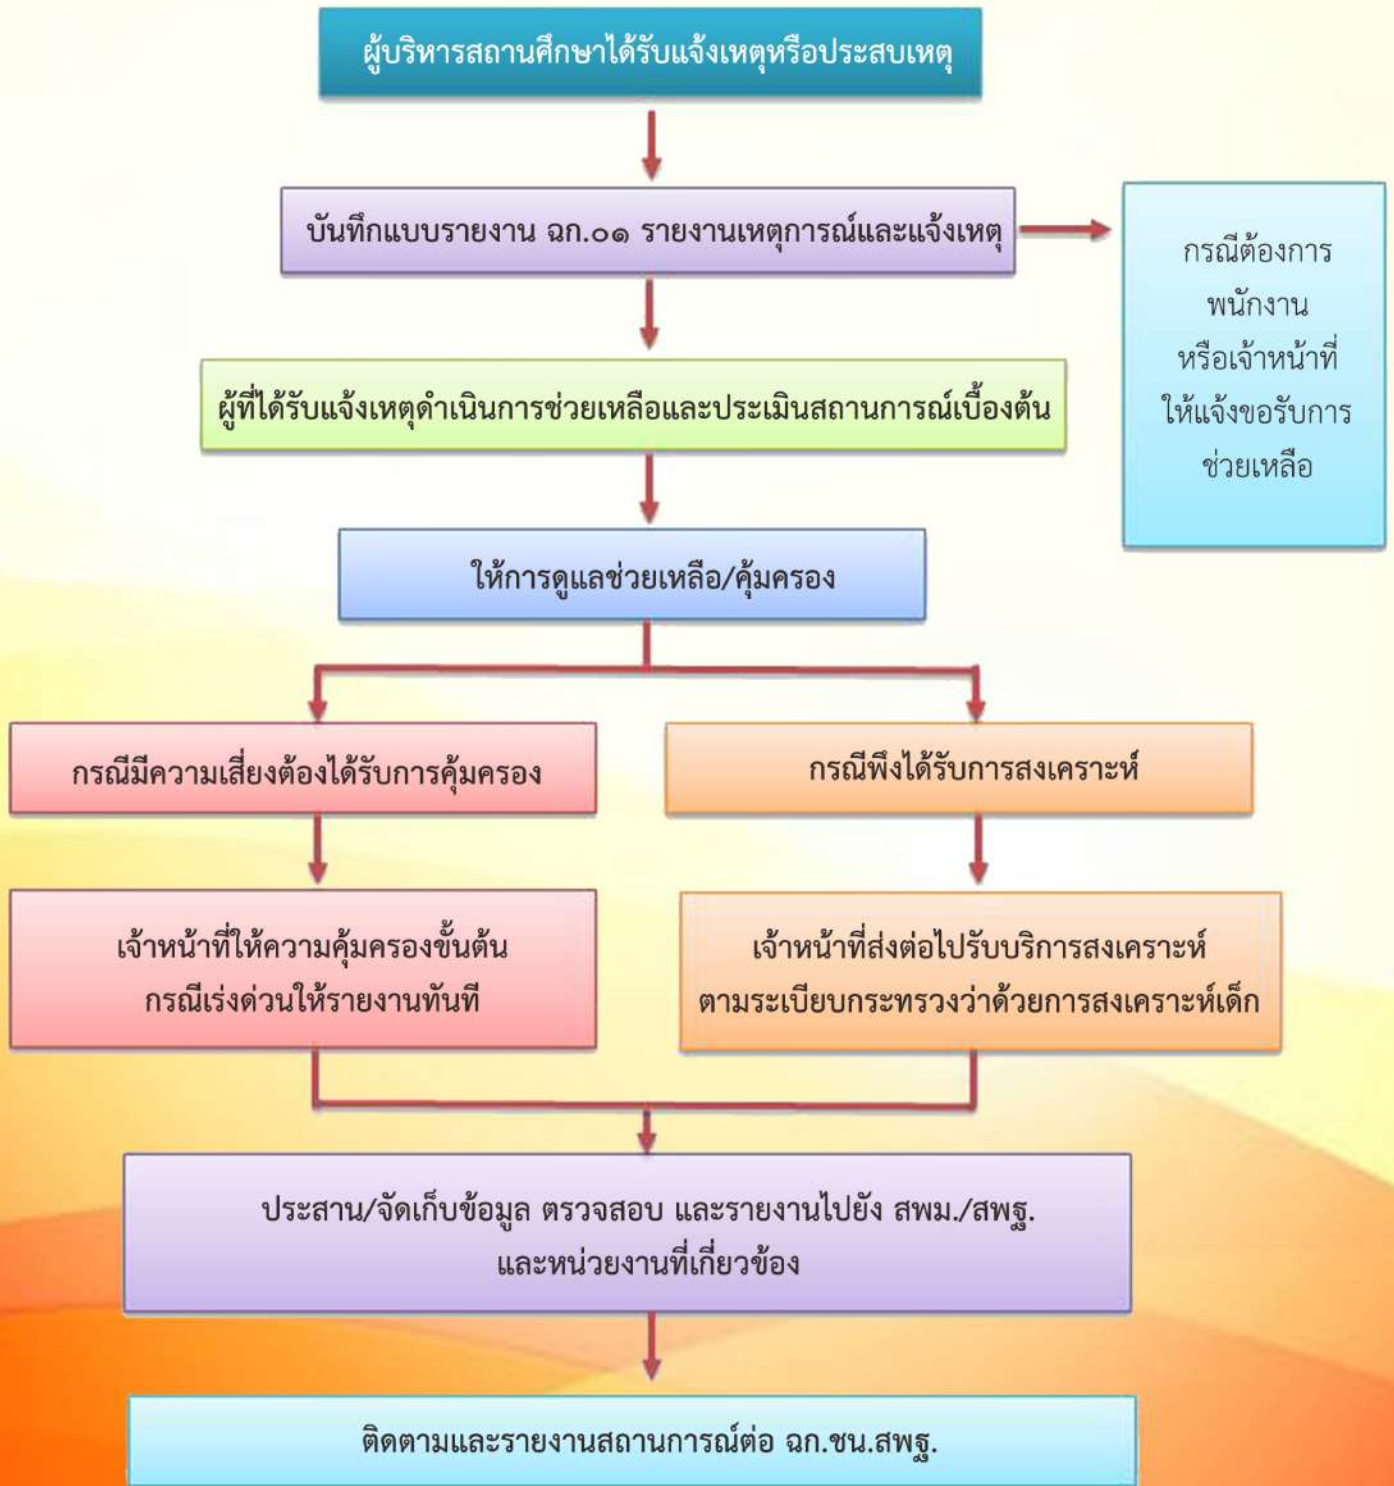 ผู้บริหารสถานศึกษาได้รับแจ้งเหตุหรือประสบเหตุ
บันทึกแบบรายงาน ฉก.๐๑ รายงานเหตุการณ์และแจ้งเหตุ
กรณีต้องการ
พนักงาน
หรือเจ้าหน้าที่
ให้แจ้งขอรับการ
ช่วยเหลือ
ผู้ที่ได้รับแจ้งเหตุดำเนินการช่วยเหลือและประเมินสถานการณ์เบื้องต้น
ให้การดูแลช่วยเหลือ/คุ้มครอง
กรณีมีความเสี่ยงต้องได้รับการคุ้มครอง
กรณีพึงได้รับการสงเคราะห์
เจ้าหน้าที่ให้ความคุ้มครองขั้นต้น
กรณีเร่งด่วนให้รายงานทันที
เจ้าหน้าที่ส่งต่อไปรับบริการสงเคราะห์
ตามระเบียบกระทรวงว่าด้วยการสงเคราะห์เด็ก
ประสาน/จัดเก็บข้อมูล ตรวจสอบ และรายงานไปยัง สพม./สพฐ.
และหน่วยงานที่เกี่ยวข้อง
ติดตามและรายงานสถานการณ์ต่อ ฉก.ชน.สพฐ.